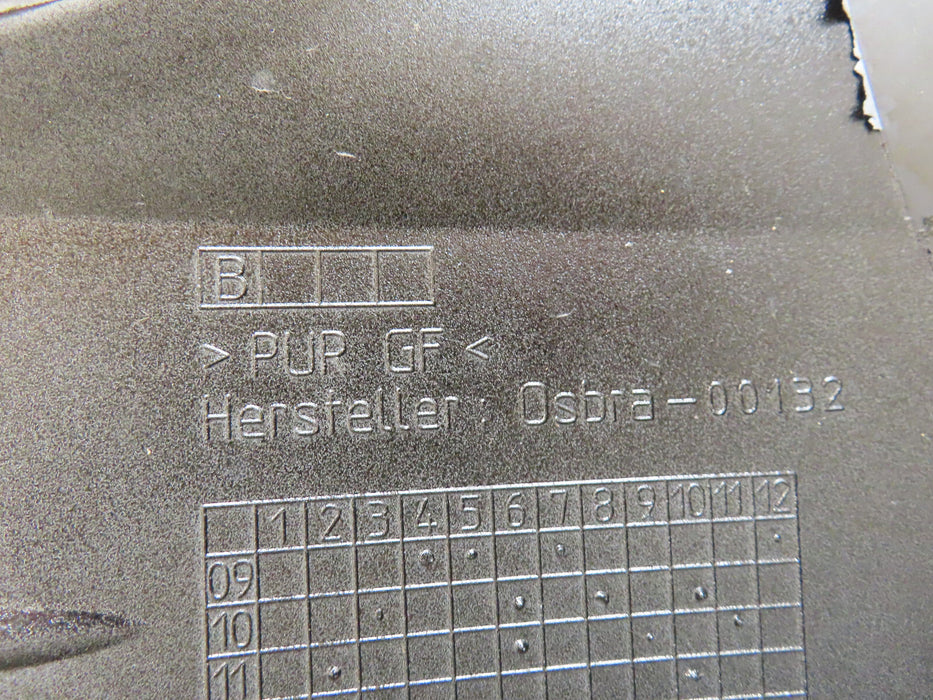 B
> PUR GF <
Hersteller: Osbra-00132
1 2 3 4 5 6 7 8 9 10 11 12
09
10
11